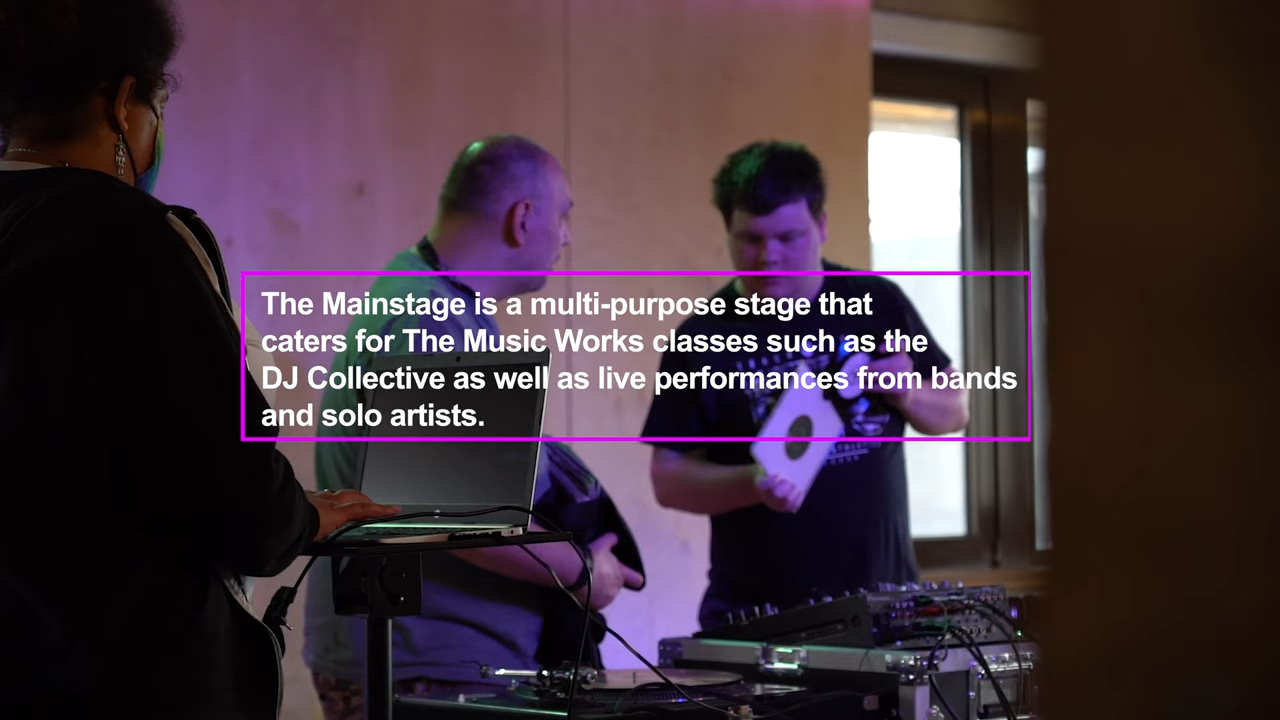 The Mainstage is a multi-purpose stage that
caters for The Music Works classes such as the
DJ Collective as well as live performances from bands
and solo artists.